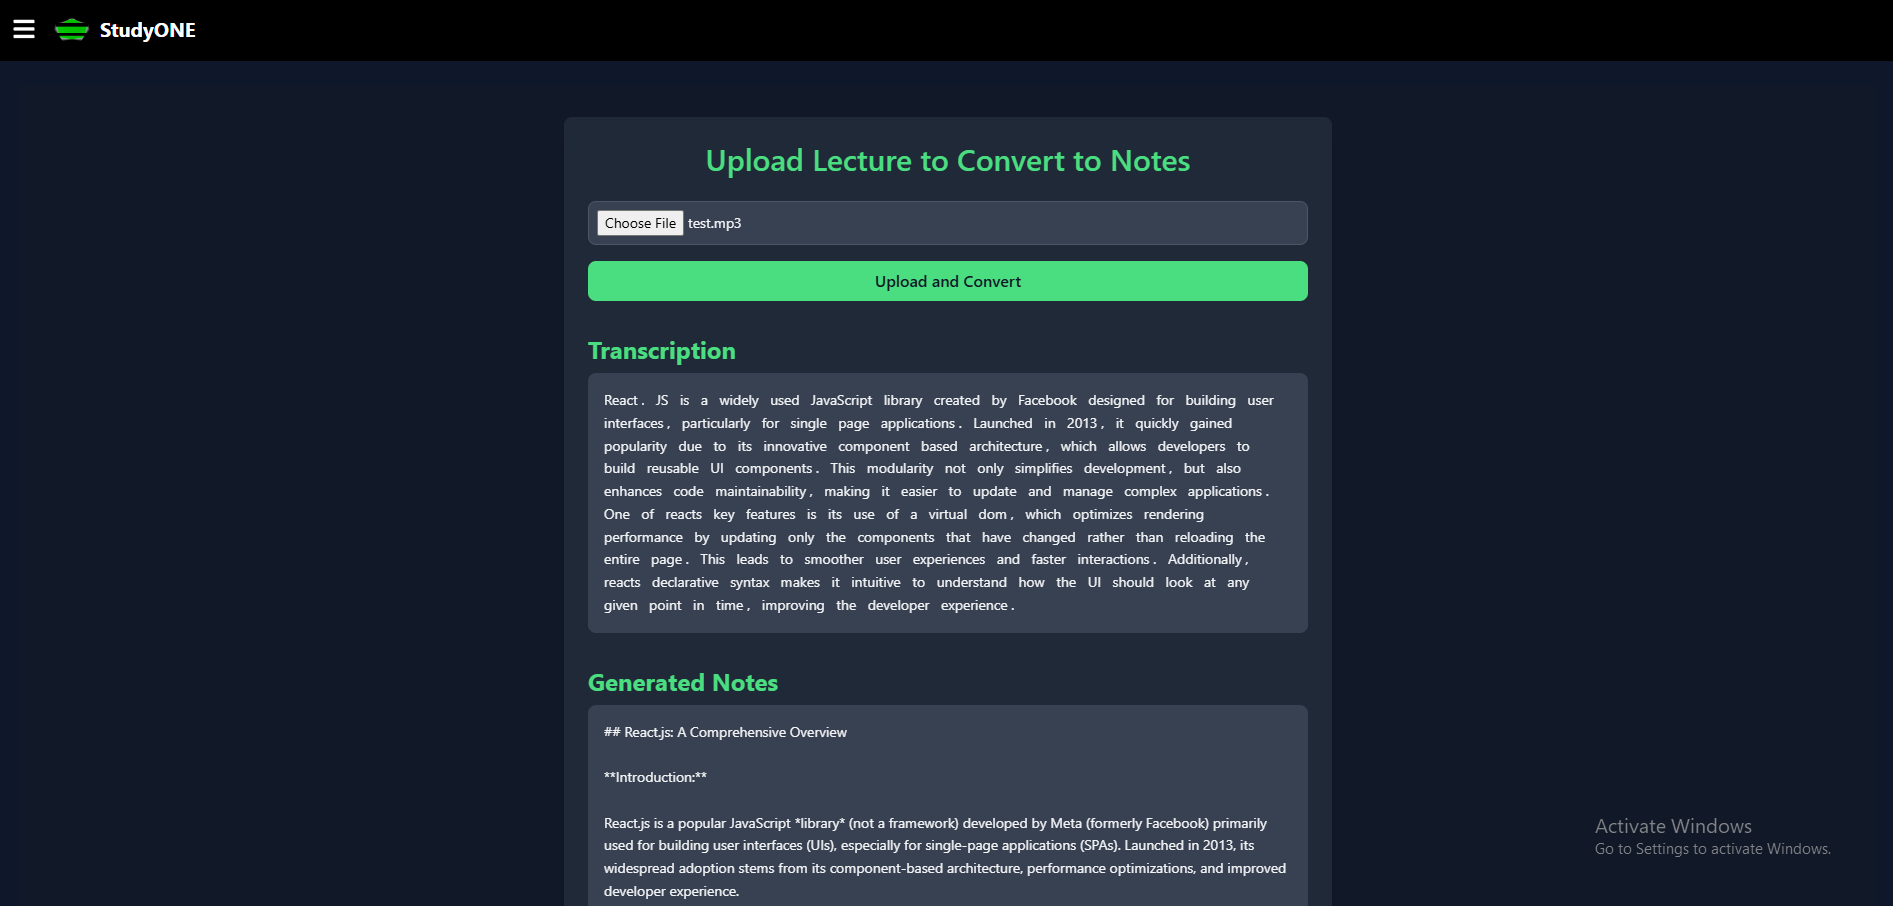 StudyONE
Upload Lecture to Convert to Notes
Choose File test.mp3
Upload and Convert
Transcription
React. JS is a widely used JavaScript library created by Facebook designed for building user
interfaces, particularly for single page applications. Launched in 2013, it quickly gained
popularity due to its innovative component based architecture, which allows developers to
build reusable UI components. This modularity not only simplifies development, but also
enhances code maintainability, making it easier to update and manage complex applications.
One of reacts key features is its use of a virtual dom, which optimizes rendering
performance by updating only the components that have changed rather than reloading the
entire page. This leads to smoother user experiences and faster interactions. Additionally,
reacts declarative syntax makes it intuitive to understand how the UI should look at any
given point in time, improving the developer experience.
Generated Notes
## React.js: A Comprehensive Overview
**Introduction:**
React.js is a popular JavaScript *library* (not a framework) developed by Meta (formerly Facebook) primarily
used for building user interfaces (UIs), especially for single-page applications (SPAs). Launched in 2013, its
widespread adoption stems from its component-based architecture, performance optimizations, and improved
developer experience.
Activate Windows
Go to Settings to activate Windows.